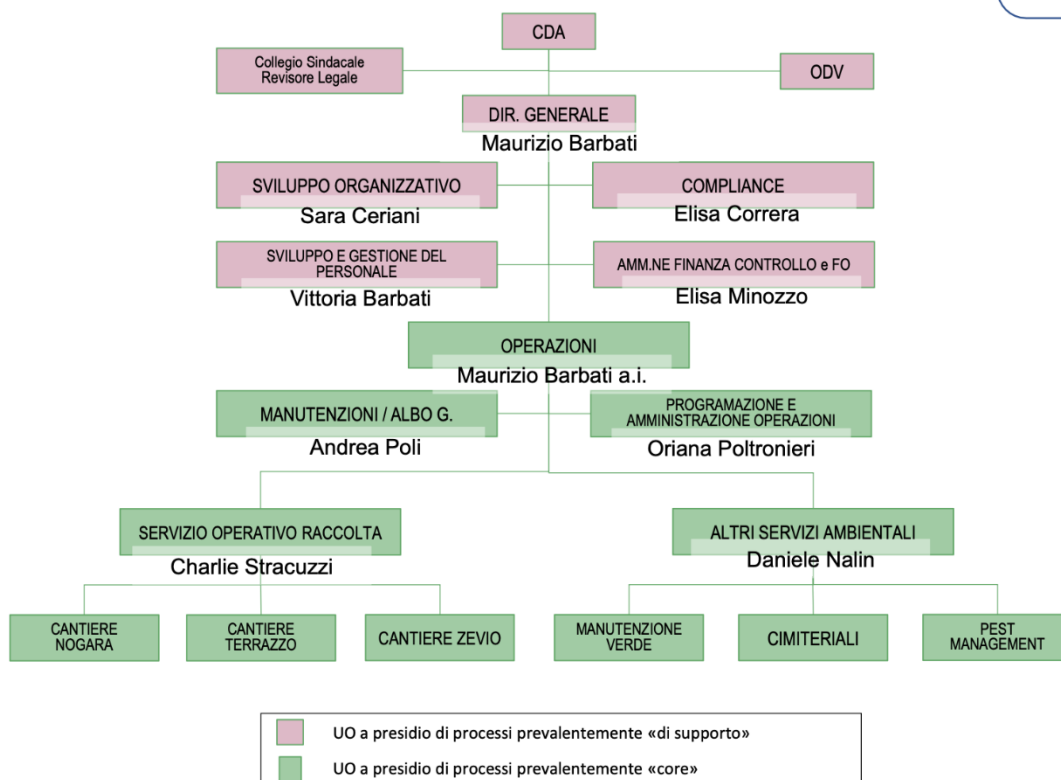 CDA
Collegio Sindacale
Revisore Legale
ODV
DIR. GENERALE
Maurizio Barbati
SVILUPPO ORGANIZZATIVO
Sara Ceriani
COMPLIANCE
Elisa Correra
SVILUPPO E GESTIONE DEL
PERSONALE
Vittoria Barbati
AMM.NE FINANZA CONTROLLO e FO
Elisa Minozzo
OPERAZIONI
Maurizio Barbati a.i.
MANUTENZIONI / ALBO G.
Andrea Poli
PROGRAMAZIONE E
AMMINISTRAZIONE OPERAZIONI
Oriana Poltronieri
SERVIZIO OPERATIVO RACCOLTA
Charlie Stracuzzi
ALTRI SERVIZI AMBIENTALI
Daniele Nalin
CANTIERE
NOGARA
CANTIERE
TERRAZZO
CANTIERE ZEVIO
MANUTENZIONE
VERDE
CIMITERIALI
PEST
MANAGEMENT
UO a presidio di processi prevalentemente «di supporto»
UO a presidio di processi prevalentemente «core»